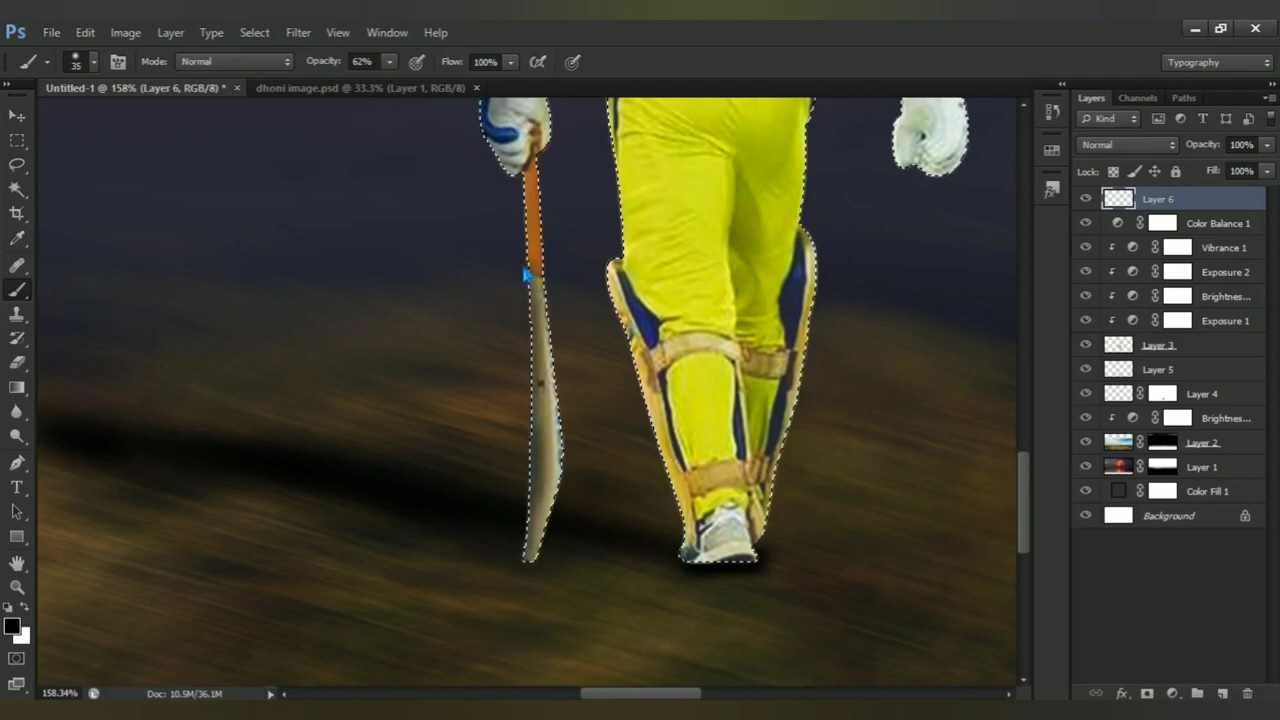 Ps File Edit Image Layer Type Select Filter View Window Help
35 Mode: Normal Opacity: 62% Flow: 100% Typography
Untitled-1 @ 158% (Layer 6, RGB/8) * × dhoni image.psd @ 33.3% (Layer 1, RGB/8) ×
Layers Channels Paths
Kind
Normal Opacity: 100%
Lock: Fill: 100%
Layer 6
Color Balance 1
Vibrance 1
Exposure 2
Brightnes...
Exposure 1
Layer 3
Layer 5
Layer 4
Brightnes...
Layer 2
Layer 1
Color Fill 1
Background
158.34% Doc: 10.5M/36.1M